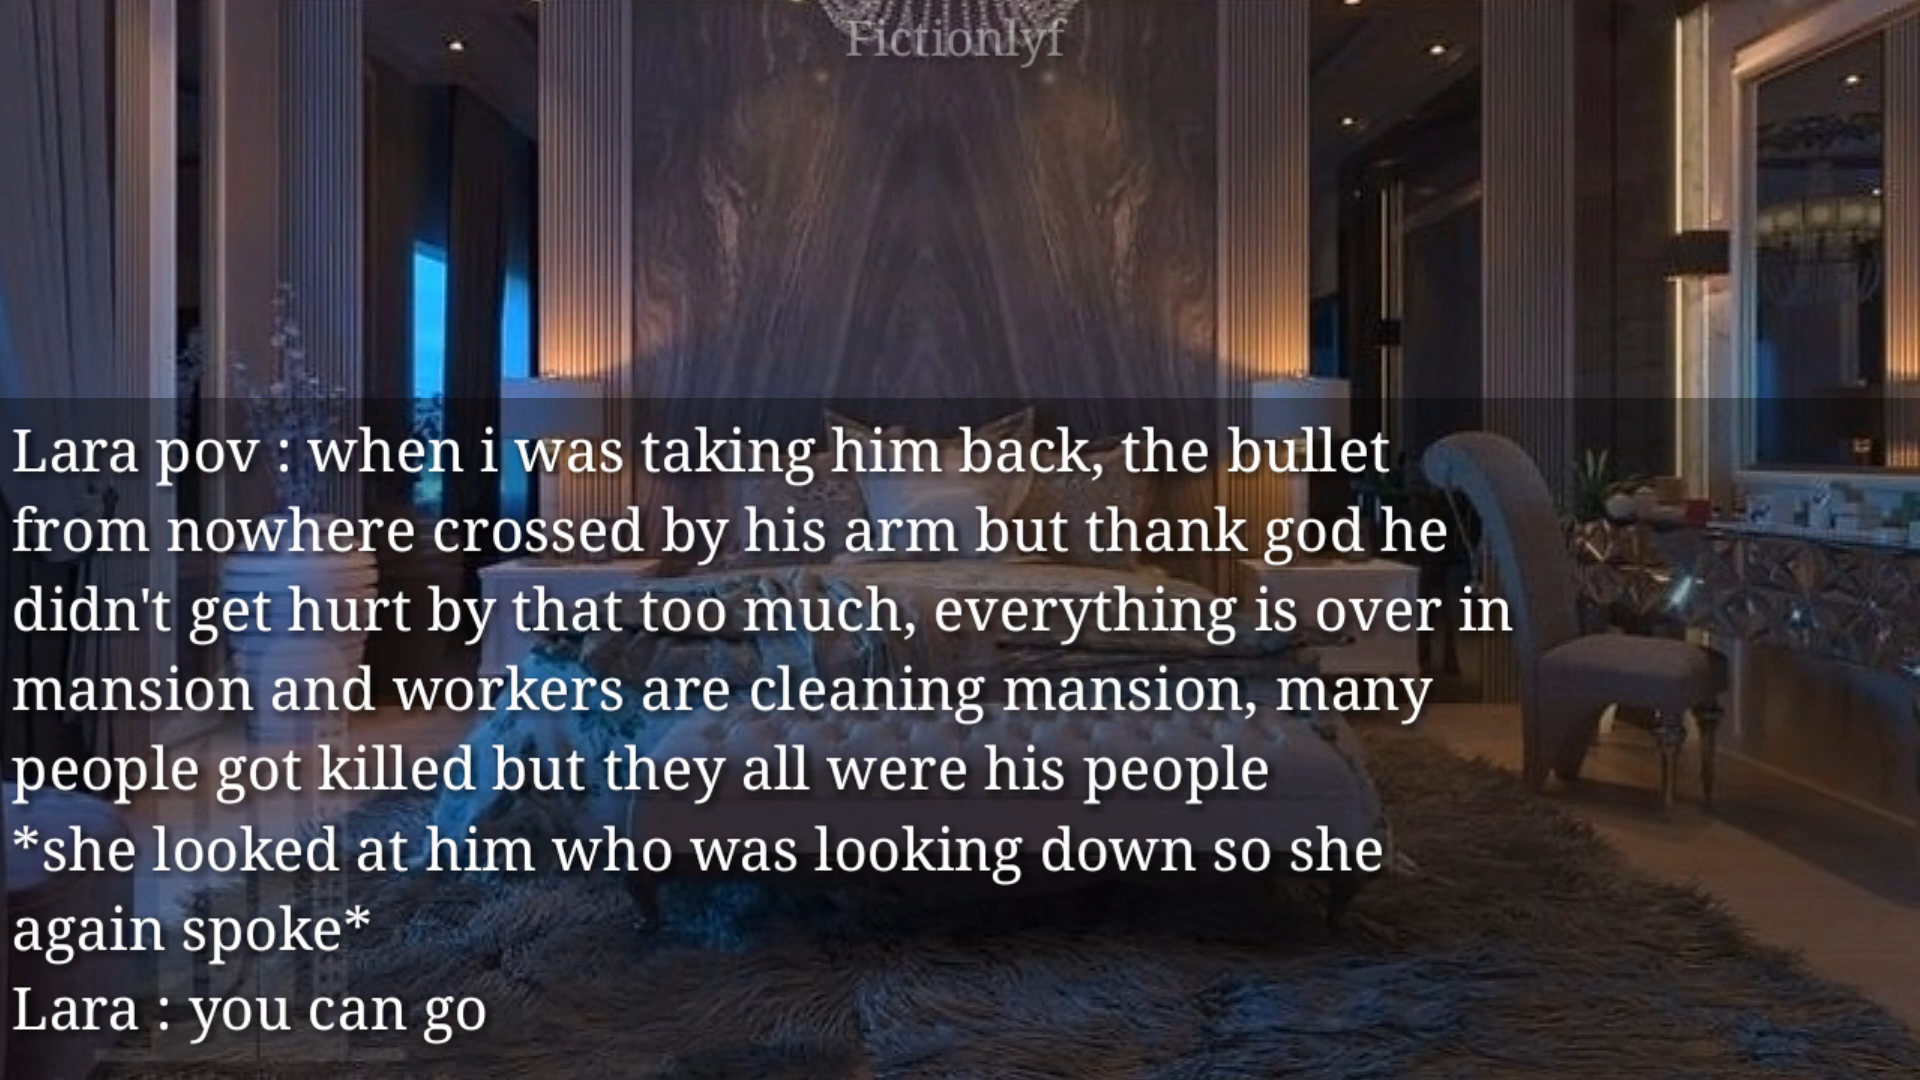 Fictionlyf
Lara pov : when i was taking him back, the bullet
from nowhere crossed by his arm but thank god he
didn't get hurt by that too much, everything is over in
mansion and workers are cleaning mansion, many
people got killed but they all were his people
*she looked at him who was looking down so she
again spoke*
Lara : you can go